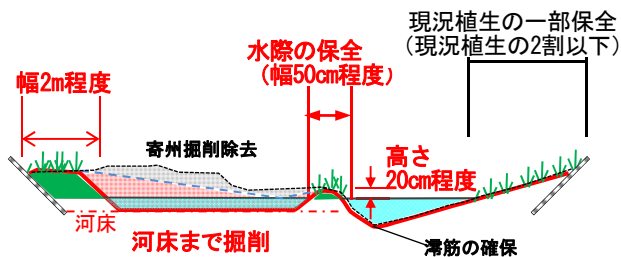 現況植生の一部保全
(現況植生の2割以下)
水際の保全
(幅50cm程度)
幅2m程度
寄州掘削除去
高さ
20cm程度
河床
河床まで掘削
澪筋の確保